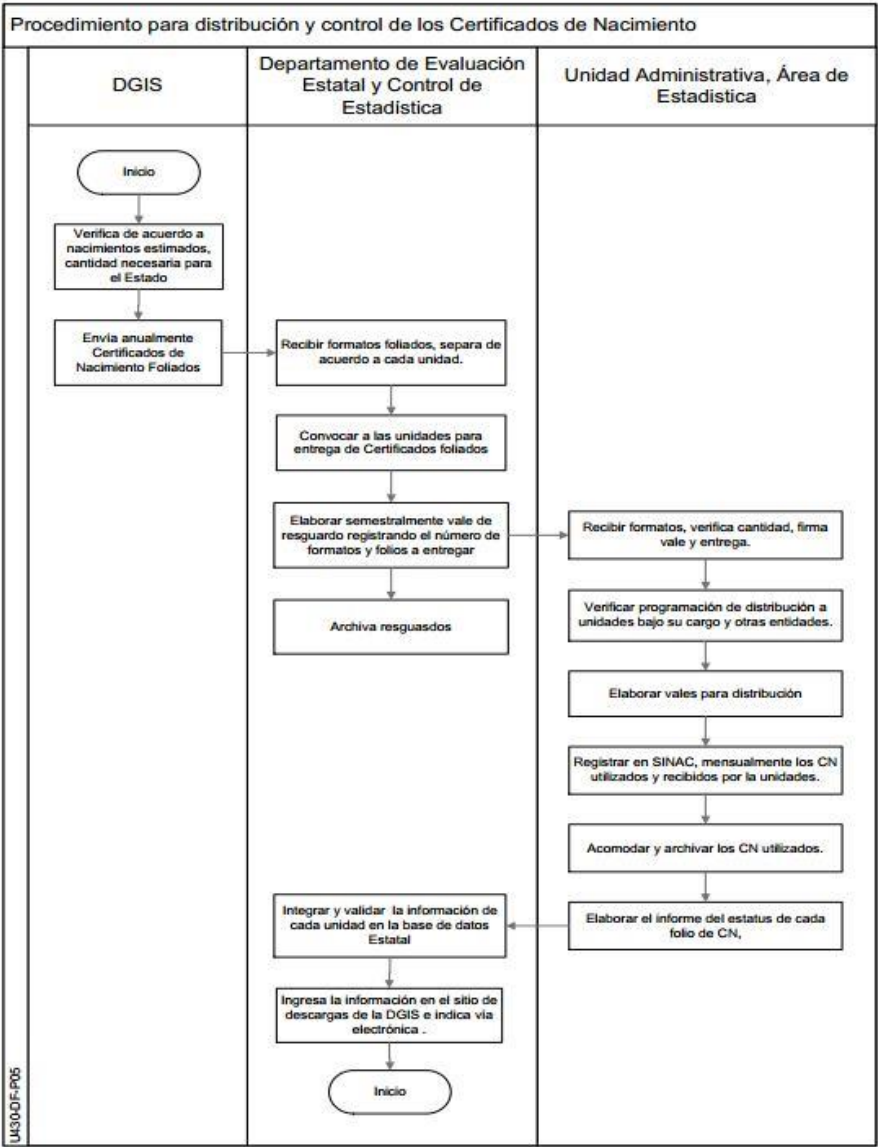 Procedimiento para distribución y control de los Certificados de Nacimiento
DGIS
Departamento de Evaluación
Estatal y Control de
Estadística
Unidad Administrativa, Área de
Estadistica
Inicio
Verifica de acuerdo a
nacimientos estimados,
cantidad necesaria para
el Estado
Envía anualmente
Certificados de
Nacimiento Foliados
Recibir formatos foliados, separa de
acuerdo a cada unidad.
Convocar a las unidades para
entrega de Certificados foliados
Elaborar semestralmente vale de
resguardo registrando el número de
formatos y folios a entregar
Archiva resguasdos
Recibir formatos, verifica cantidad, firma
vale y entrega.
Verificar programación de distribución a
unidades bajo su cargo y otras entidades.
Elaborar vales para distribución
Registrar en SINAC, mensualmente los CN
utilizados y recibidos por la unidades.
Acomodar y archivar los CN utilizados.
Elaborar el informe del estatus de cada
folio de CN,
Integrar y validar la información de
cada unidad en la base de datos
Estatal
Ingresa la información en el sitio de
descargas de la DGIS e indica vía
electrónica .
Inicio
U430-DF-P05